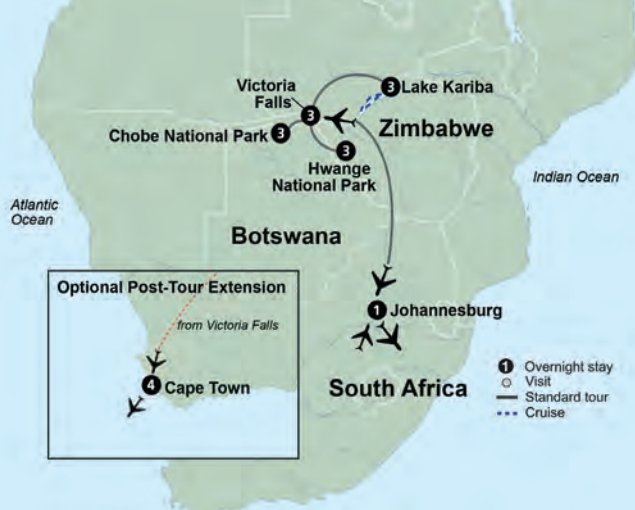 3
Lake Kariba
Victoria
Falls
3
Zimbabwe
Chobe National Park
3
3
Hwange
National Park
Indian Ocean
Atlantic
Ocean
Botswana
Optional Post-Tour Extension
from Victoria Falls
4
Cape Town
1
Johannesburg
South Africa
1 Overnight stay
Visit
Standard tour
Cruise